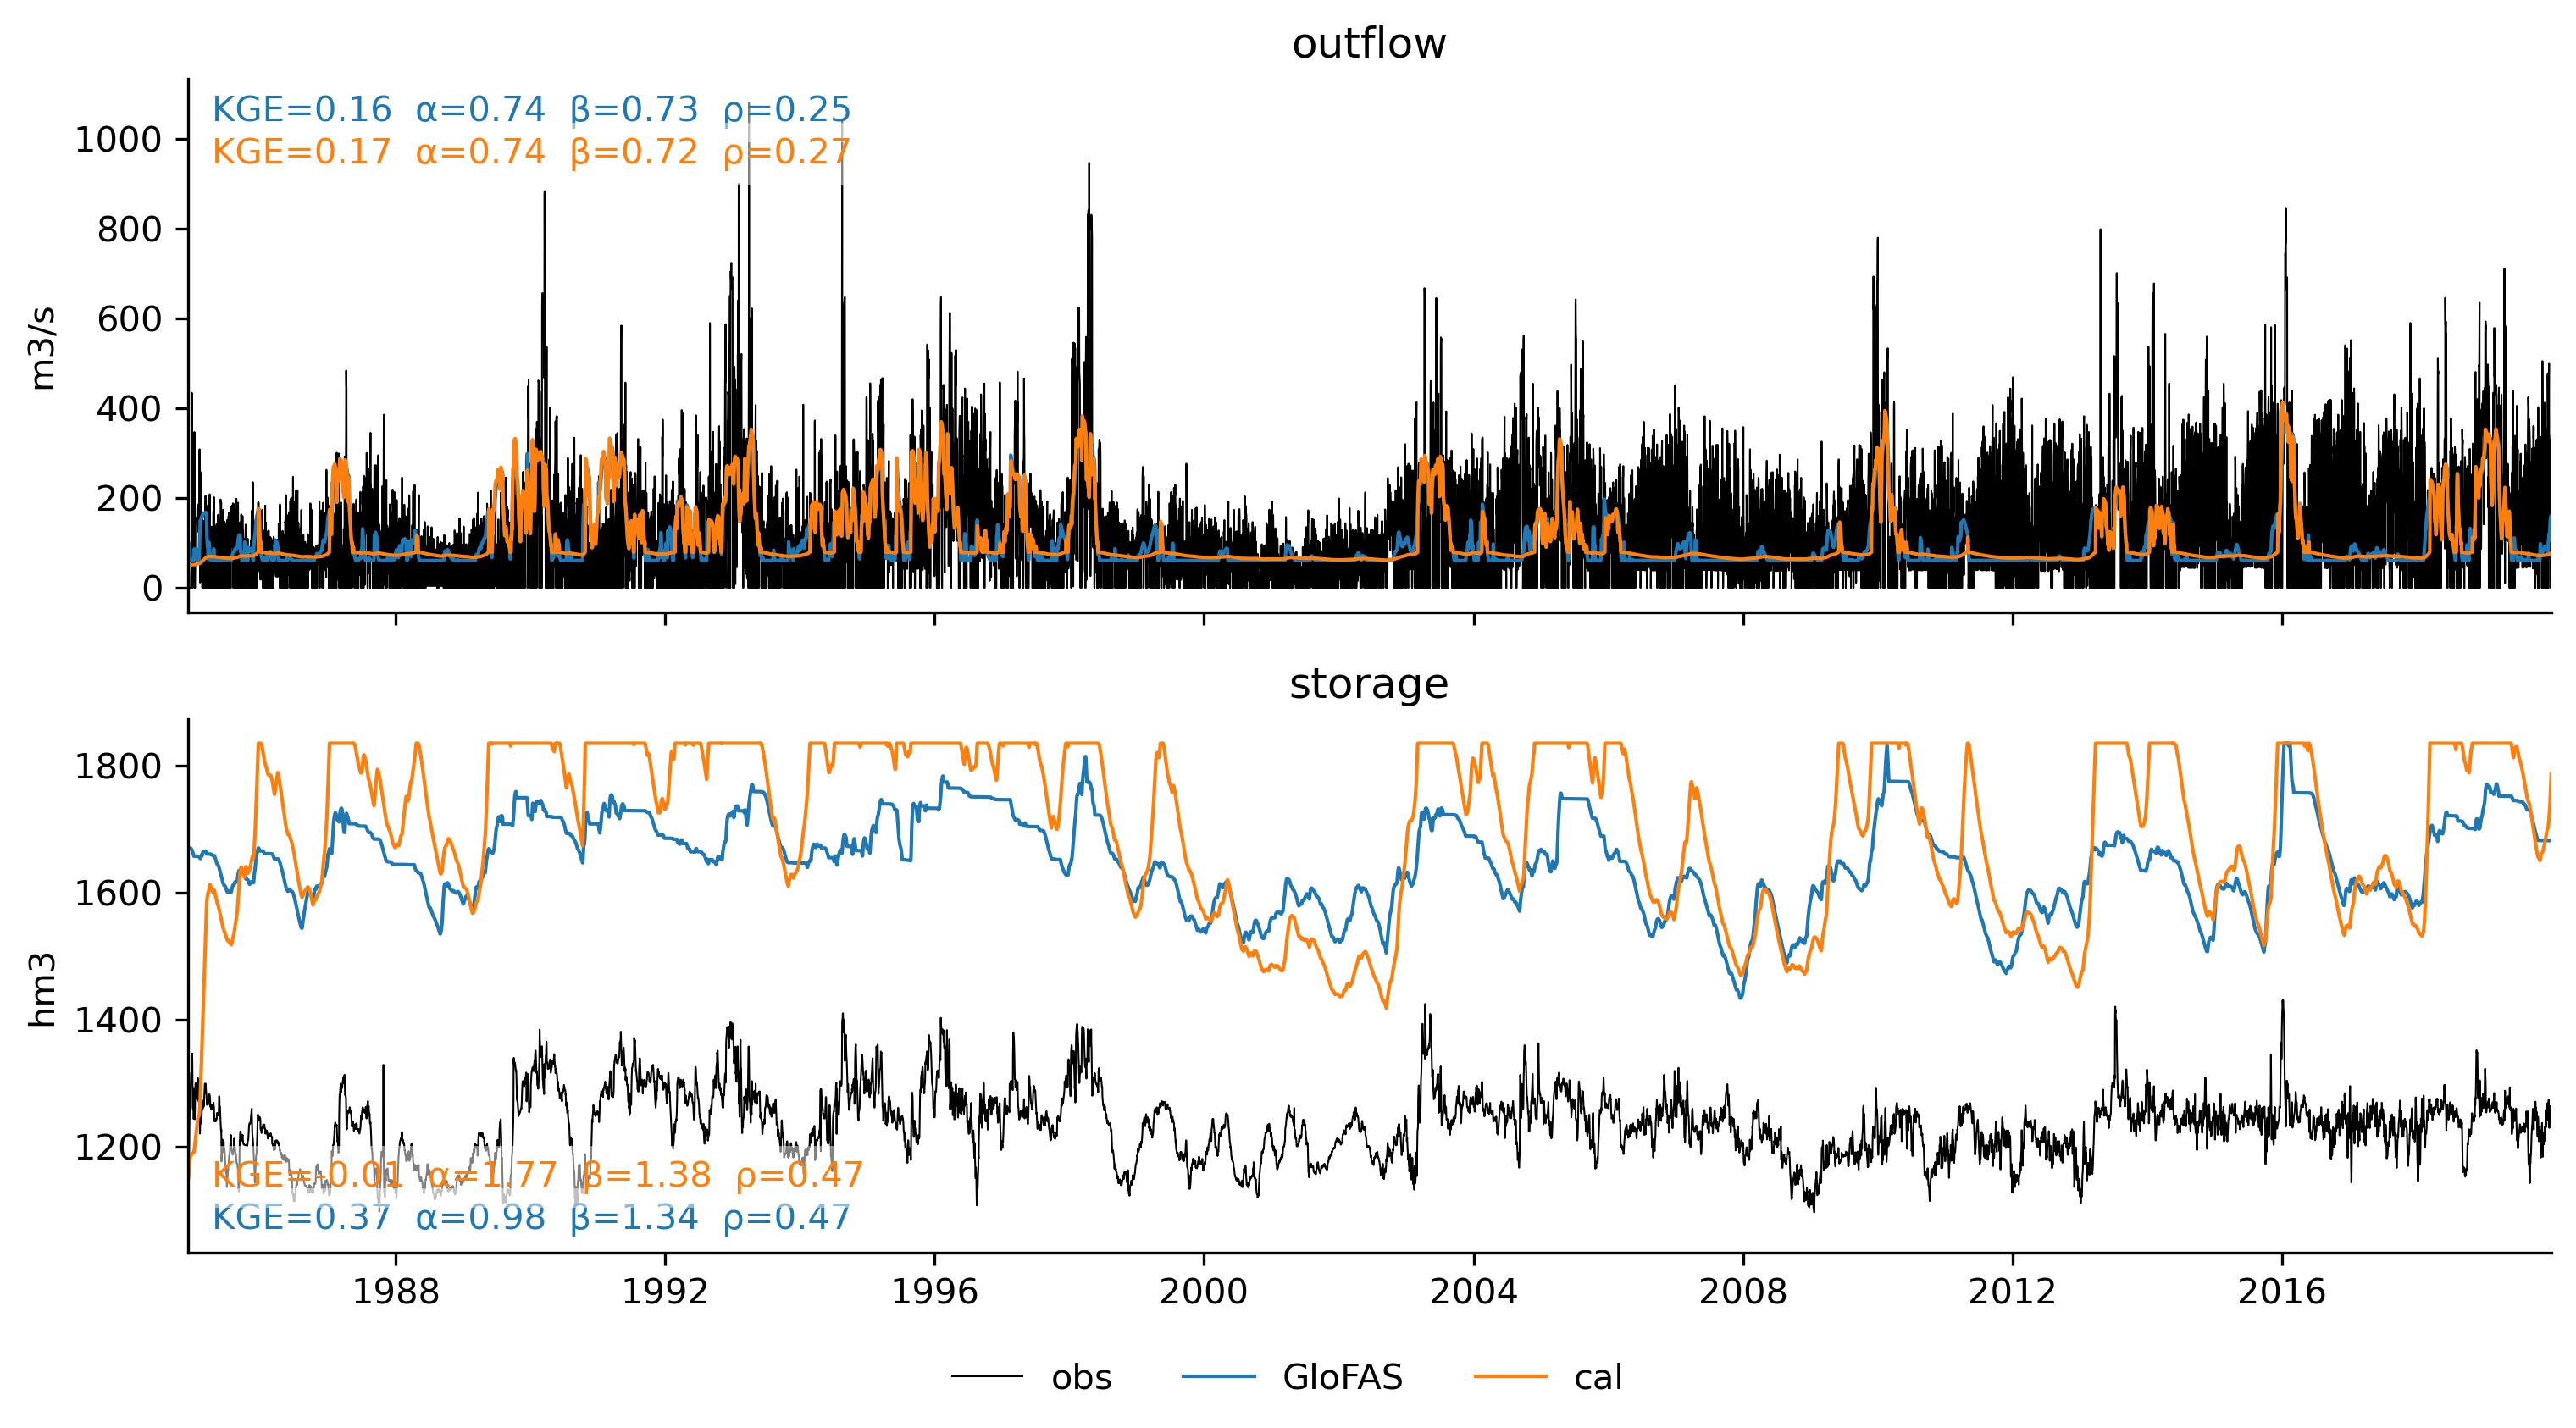 outflow
KGE=0.16 α=0.74 β=0.73 ρ=0.25
KGE=0.17 α=0.74 β=0.72 ρ=0.27
1000
800
600
400
200
0
m3/s
storage
1800
1600
1400
1200
hm3
KGE=-0.01 α=1.77 β=1.38 ρ=0.47
KGE=0.37 α=0.98 β=1.34 ρ=0.47
1988 1992 1996 2000 2004 2008 2012 2016
obs GloFAS cal